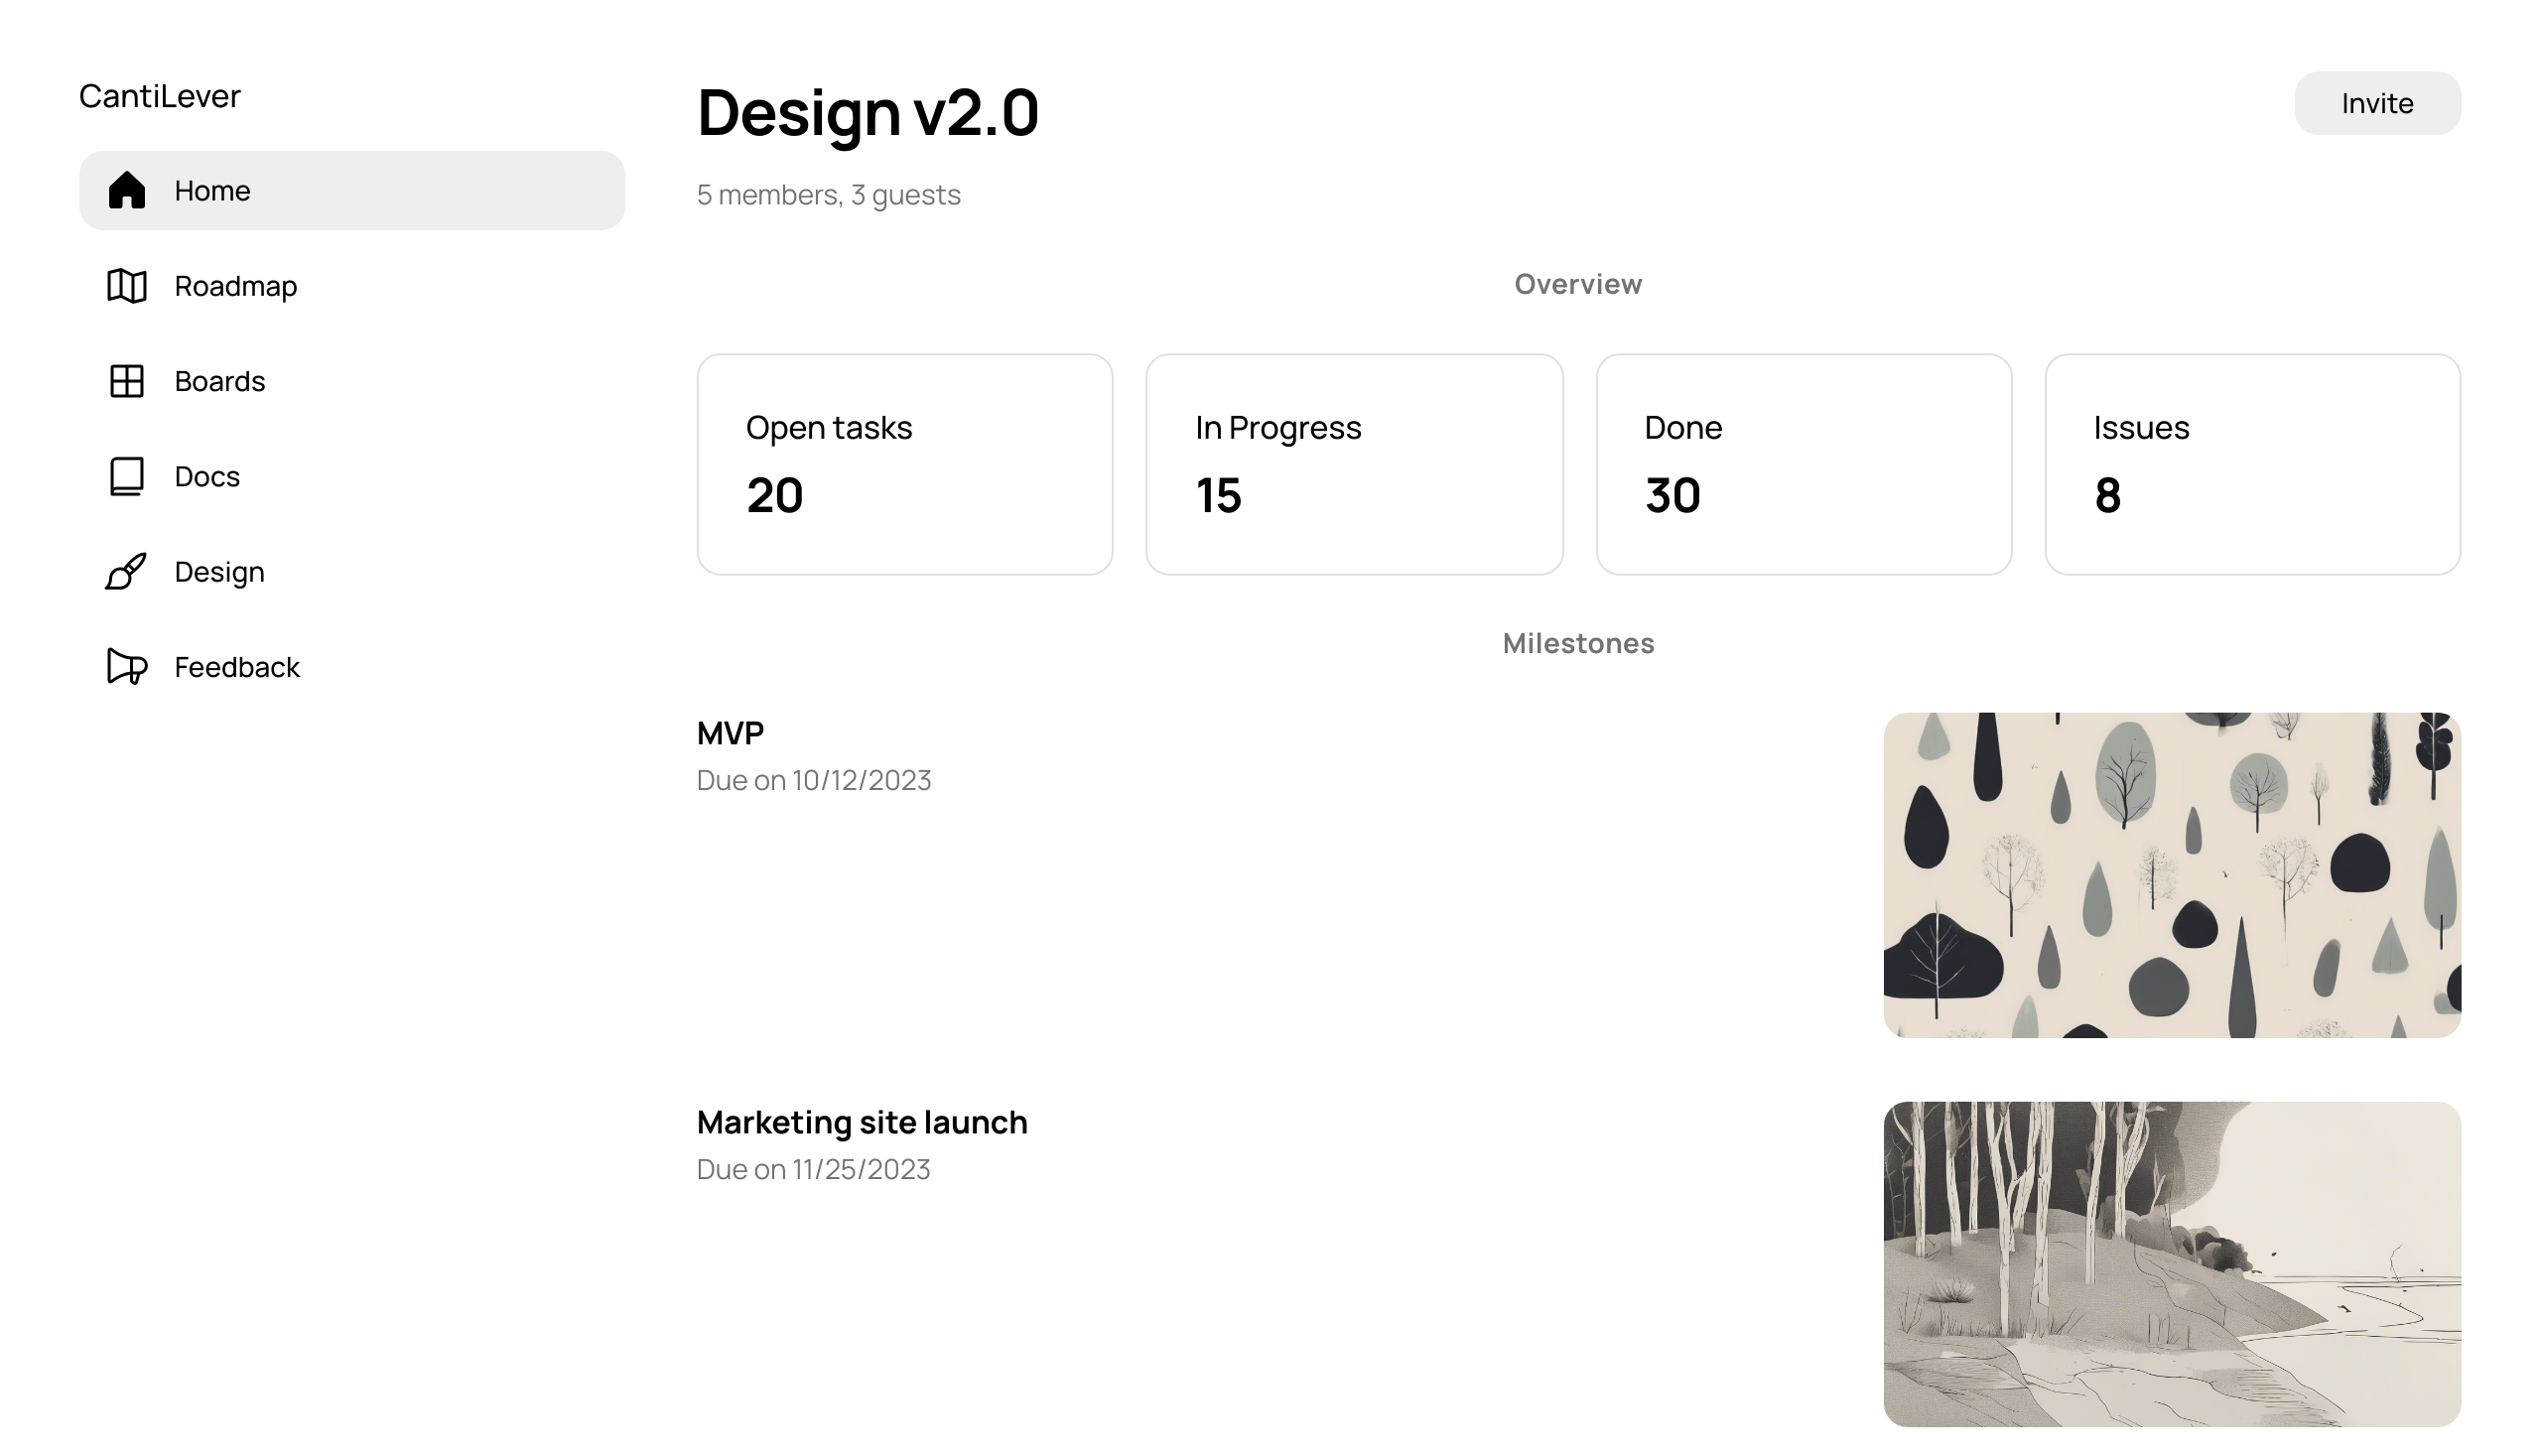 CantiLever
Home
Roadmap
Boards
Docs
Design
Feedback
Design v2.0
Invite
5 members, 3 guests
Overview
Open tasks
20
In Progress
15
Done
30
Issues
8
Milestones
MVP
Due on 10/12/2023
Marketing site launch
Due on 11/25/2023